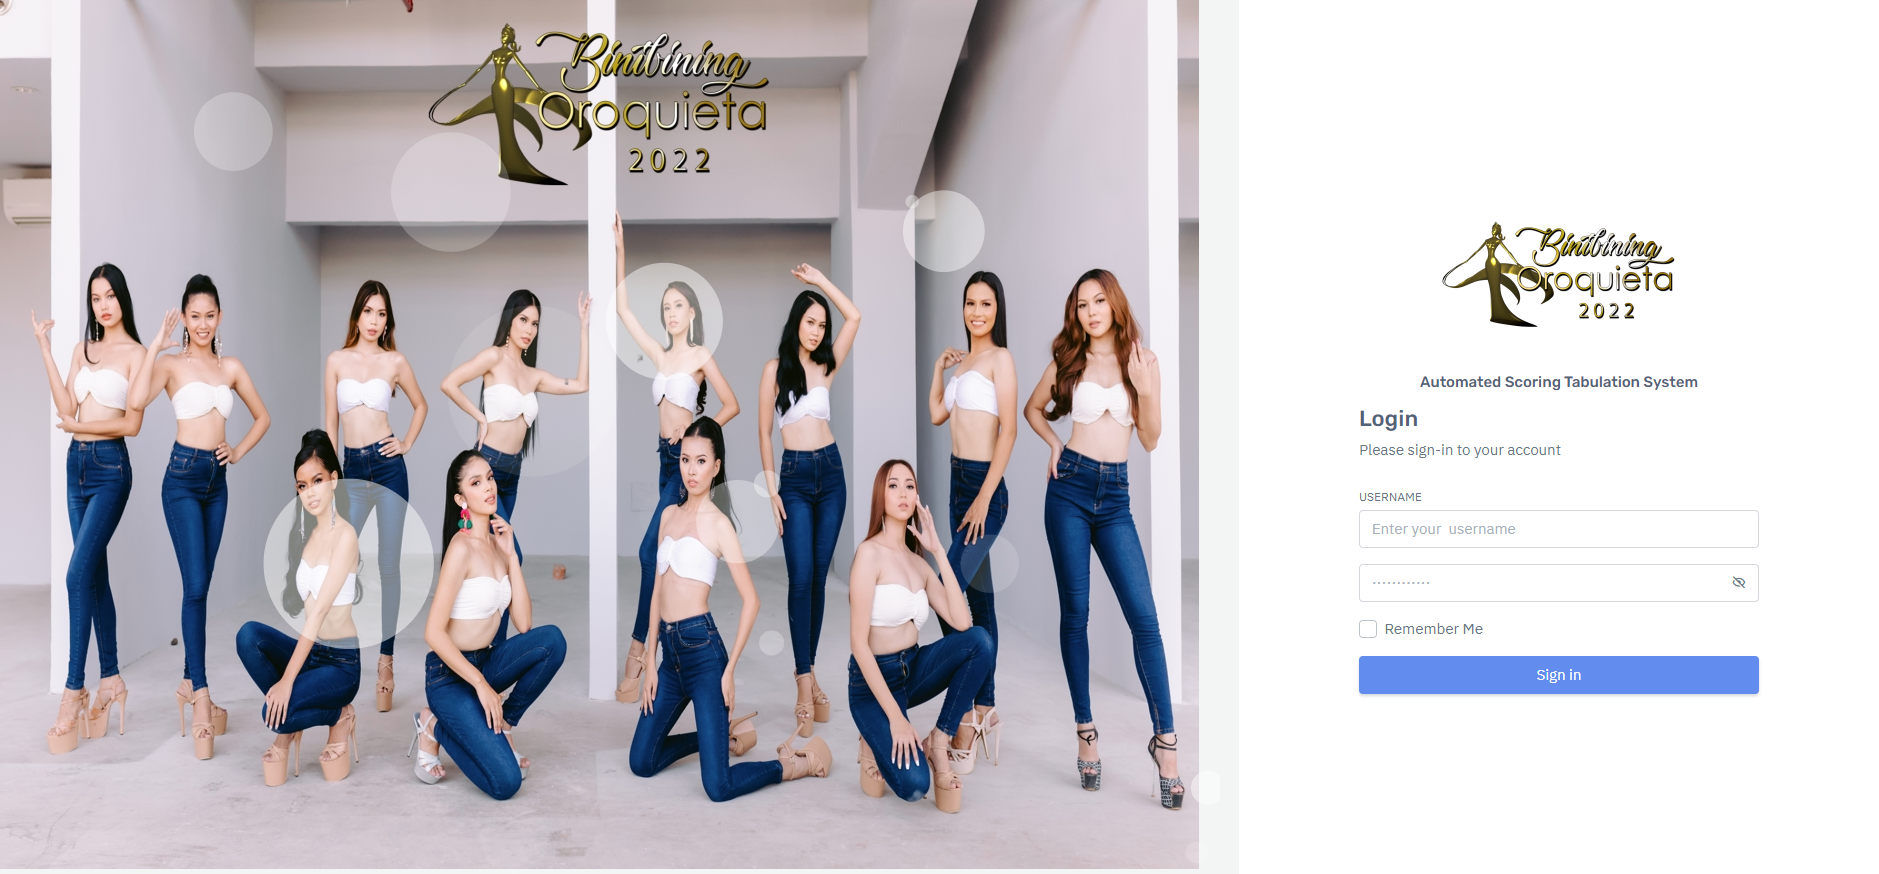 Binibining
Oroquieta
2022
Binibining
Oroquieta
2022
Automated Scoring Tabulation System
Login
Please sign-in to your account
USERNAME
Enter your username
............
Remember Me
Sign in